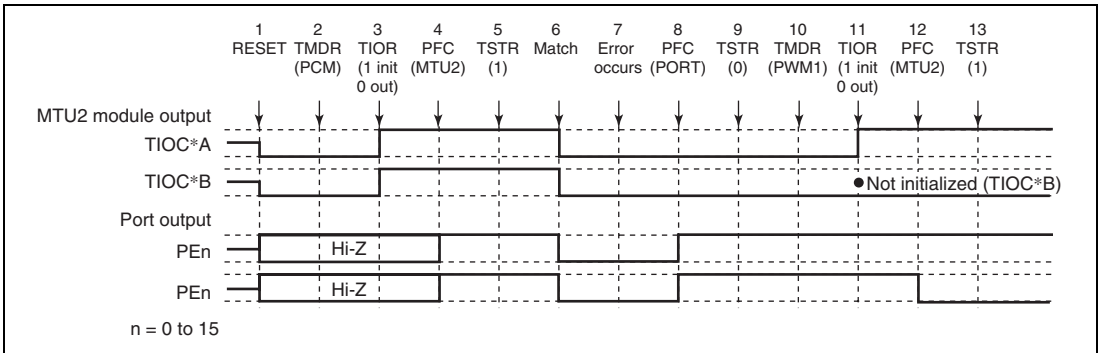 1 2 3 4 5 6 7 8 9 10 11 12 13
RESET TMDR TIOR PFC TSTR Match Error PFC TSTR TMDR TIOR PFC TSTR
(PCM) (1 init (MTU2) (1) occurs (PORT) (0) (PWM1) (1 init (MTU2) (1)
0 out) 0 out)
MTU2 module output
TIOC*A
TIOC*B
●Not initialized (TIOC*B)
Port output
PEn
Hi-Z
PEn
Hi-Z
n = 0 to 15